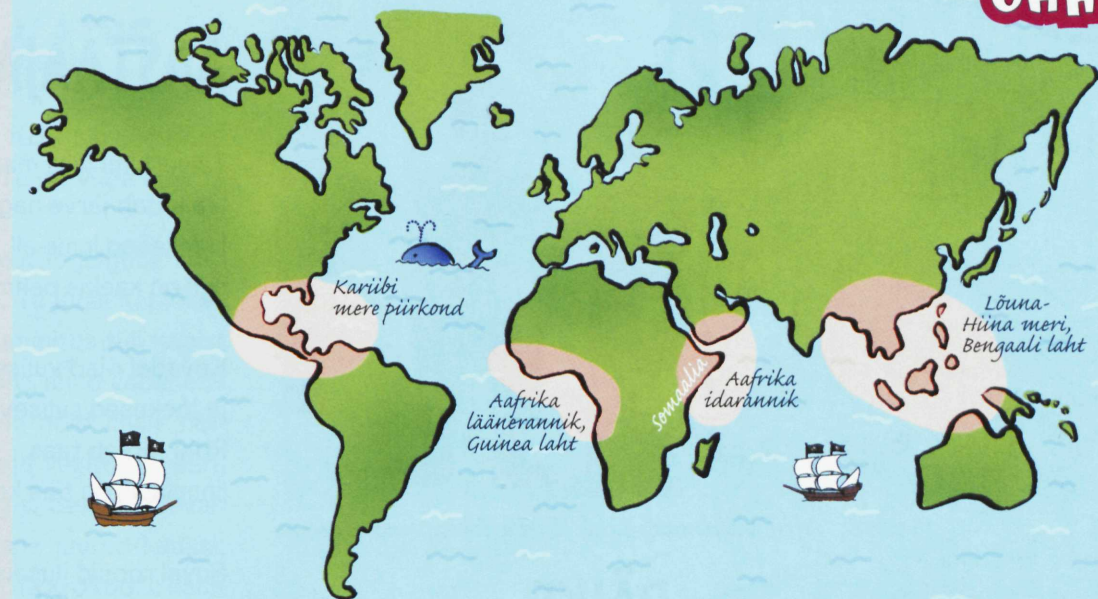 Kariibi
mere piirkond
Aafrika
läänerannik,
Guinea laht
Somaalia
Aafrika
idarannik
Lõuna-
Hiina meri,
Bengaali laht